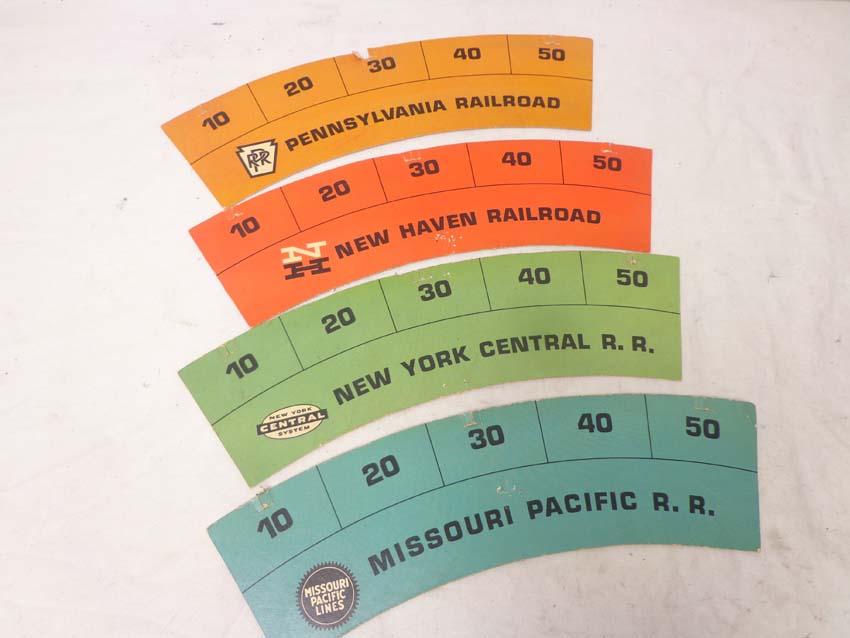 10 20 30 40 50
PRR PENNSYLVANIA RAILROAD
10 20 30 40 50
NH NEW HAVEN RAILROAD
10 20 30 40 50
NEW YORK
CENTRAL
SYSTEM
NEW YORK CENTRAL R. R.
10 20 30 40 50
MISSOURI
PACIFIC
LINES
MISSOURI PACIFIC R. R.